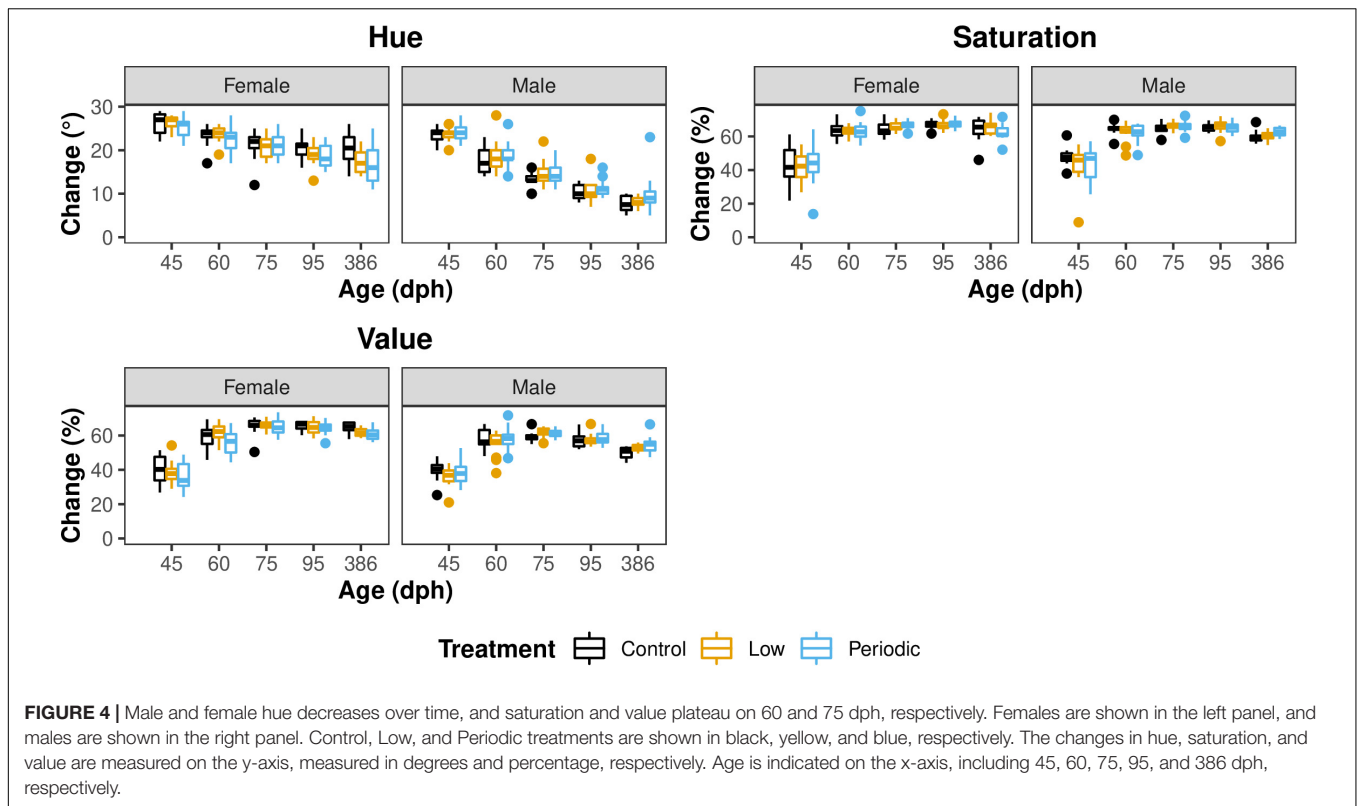 Hue
Saturation
Female Male
Female Male
Change (°)
30
20
10
0
45 60 75 95 386
45 60 75 95 386
Age (dph)
Change (%)
60
40
20
0
45 60 75 95 386
45 60 75 95 386
Age (dph)
Value
Female Male
Change (%)
60
40
20
0
45 60 75 95 386
45 60 75 95 386
Age (dph)
Treatment Control Low Periodic
FIGURE 4 | Male and female hue decreases over time, and saturation and value plateau on 60 and 75 dph, respectively. Females are shown in the left panel, and
males are shown in the right panel. Control, Low, and Periodic treatments are shown in black, yellow, and blue, respectively. The changes in hue, saturation, and
value are measured on the y-axis, measured in degrees and percentage, respectively. Age is indicated on the x-axis, including 45, 60, 75, 95, and 386 dph,
respectively.